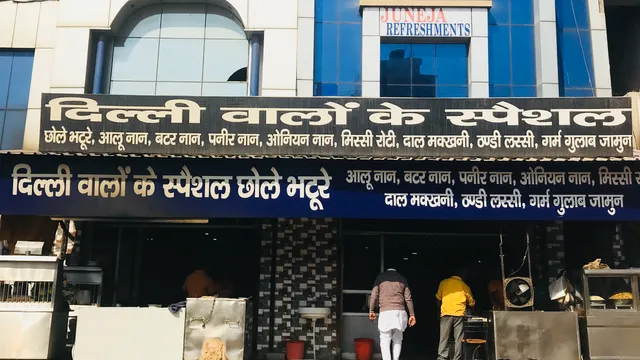 JUNEJA
REFRESHMENTS
दिल्ली वालों के स्पैशल
छोले भटूरे, आलू नान, बटर नान, पनीर नान, ओनियन नान, मिस्सी रोटी, दाल मक्खनी, ठण्डी लस्सी, गर्म गुलाब जामुन
दिल्ली वालों के स्पैशल छोले भटूरे
आलू नान, बटर नान, पनीर नान, ओनियन नान, मिस्सी
दाल मक्खनी, ठण्डी लस्सी, गर्म गुलाब जामुन